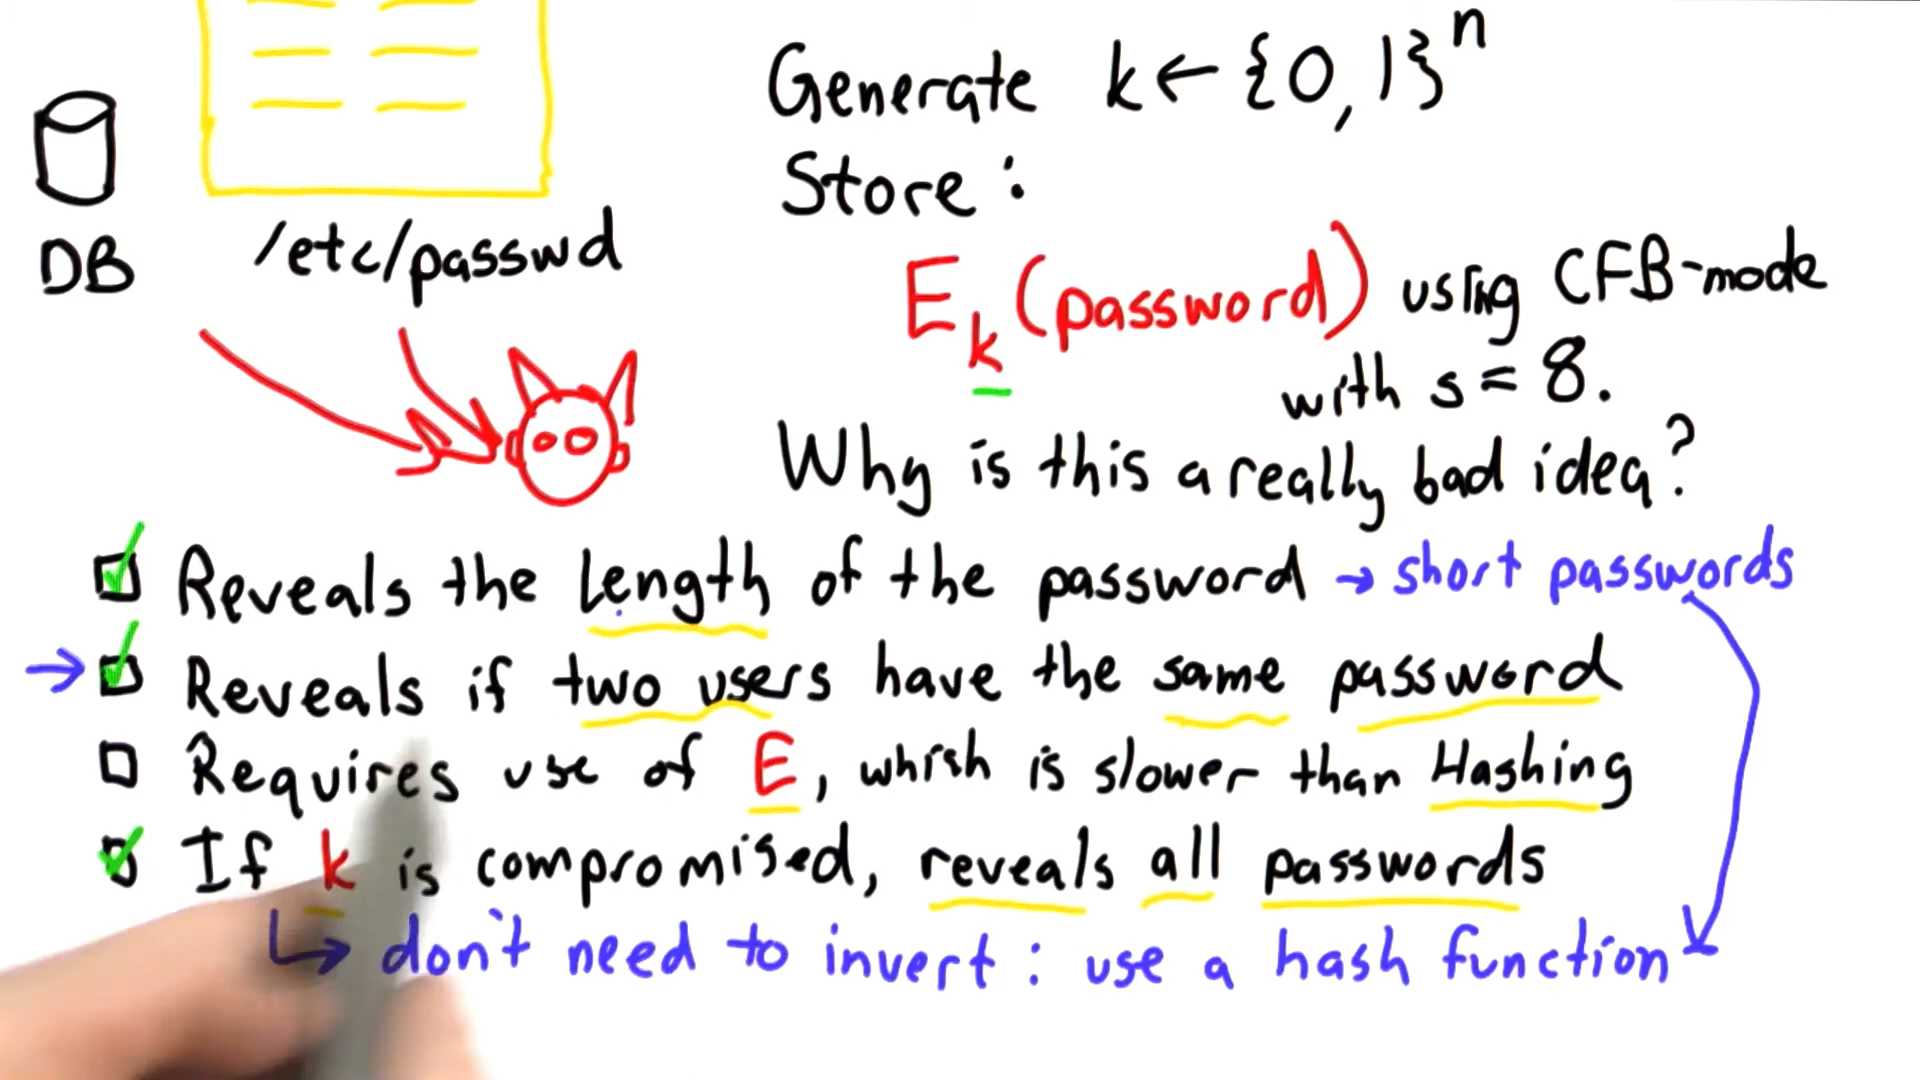 Generate k ← {0, 1}ⁿ
Store :
DB
/etc/passwd
E k (password) using CFB-mode
with s = 8.
Why is this a really bad idea?
Reveals the length of the password → short passwords
→ Reveals if two users have the same password
Requires use of E, which is slower than Hashing
If k is compromised, reveals all passwords
don't need to invert : use a hash function